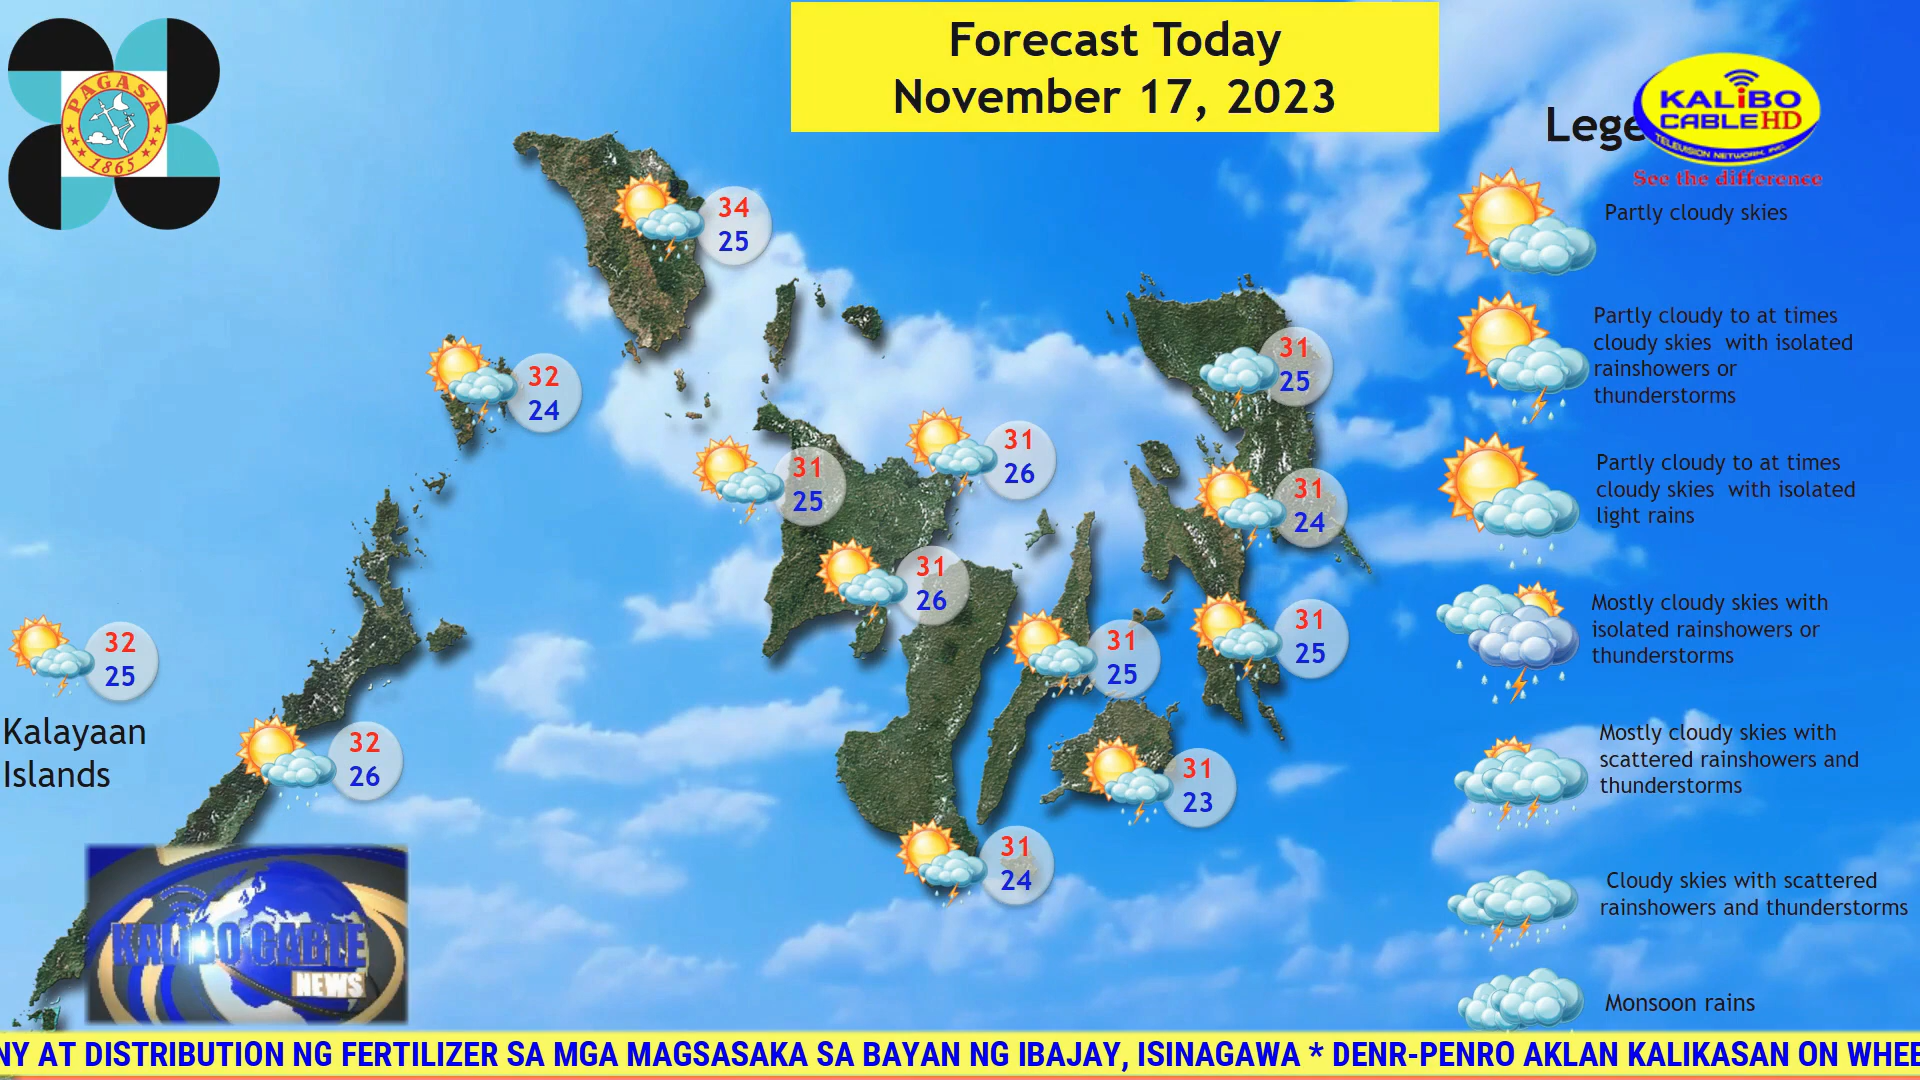 PAGASA
1865
Forecast Today
November 17, 2023
Lege
KALiBO
CABLE HD
TELEVISION NETWORK, INC.
See the difference
34
25
32
24
31
25
31
26
31
25
31
24
31
26
31
25
31
25
32
25
Kalayaan
Islands
32
26
31
23
31
24
Partly cloudy skies
Partly cloudy to at times
cloudy skies with isolated
rainshowers or
thunderstorms
Partly cloudy to at times
cloudy skies with isolated
light rains
Mostly cloudy skies with
isolated rainshowers or
thunderstorms
Mostly cloudy skies with
scattered rainshowers and
thunderstorms
Cloudy skies with scattered
rainshowers and thunderstorms
Monsoon rains
KALIBO CABLE
NEWS
NY AT DISTRIBUTION NG FERTILIZER SA MGA MAGSASAKA SA BAYAN NG IBAJAY, ISINAGAWA * DENR-PENRO AKLAN KALIKASAN ON WHEE